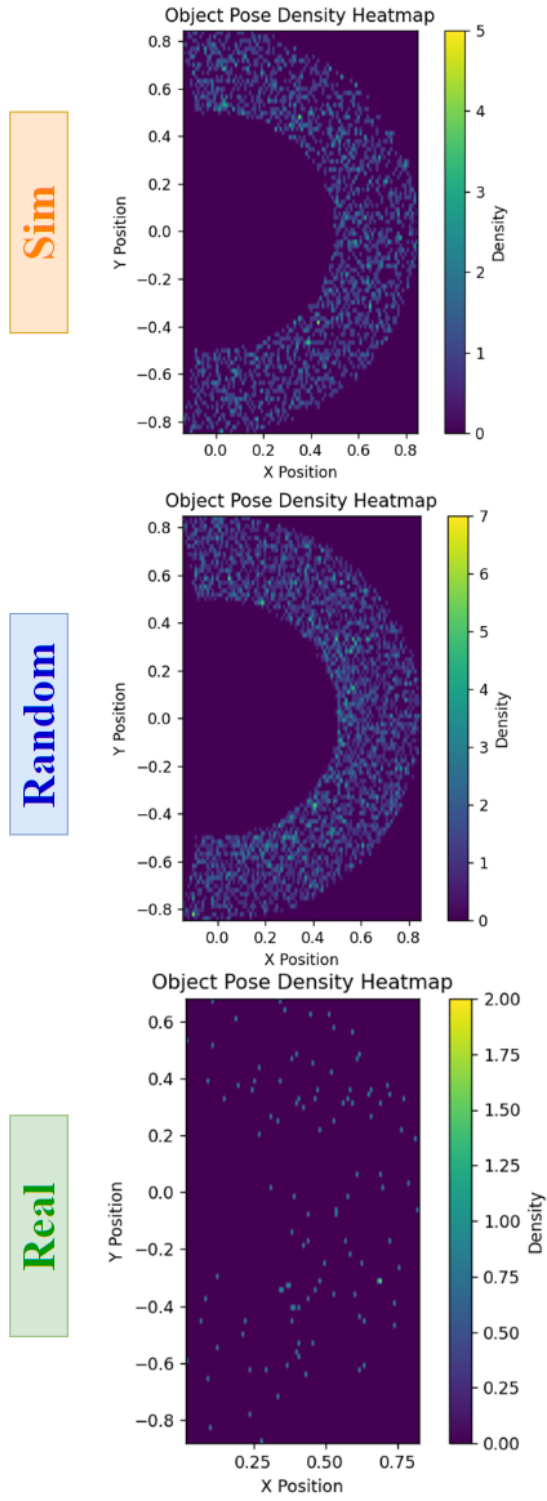 Object Pose Density Heatmap
Sim
Y Position
0.8
0.6
0.4
0.2
0.0
−0.2
−0.4
−0.6
−0.8
0.0 0.2 0.4 0.6 0.8
X Position
5
4
3
2
1
0
Density
Object Pose Density Heatmap
Random
Y Position
0.8
0.6
0.4
0.2
0.0
−0.2
−0.4
−0.6
−0.8
0.0 0.2 0.4 0.6 0.8
X Position
7
6
5
4
3
2
1
0
Density
Object Pose Density Heatmap
Real
Y Position
0.6
0.4
0.2
0.0
−0.2
−0.4
−0.6
−0.8
0.25 0.50 0.75
X Position
2.00
1.75
1.50
1.25
1.00
0.75
0.50
0.25
0.00
Density